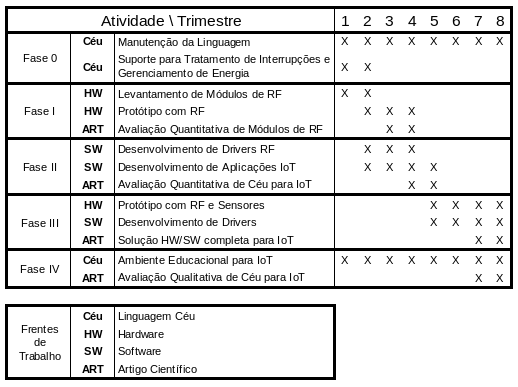 Atividade \ Trimestre 1 2 3 4 5 6 7 8
Fase 0
Céu Manutenção da Linguagem X X X X X X X X
Céu Suporte para Tratamento de Interrupções e
Gerenciamento de Energia X X
Fase I
HW Levantamento de Módulos de RF X X
HW Protótipo com RF X X X
ART Avaliação Quantitativa de Módulos de RF X X
Fase II
SW Desenvolvimento de Drivers RF X X X
SW Desenvolvimento de Aplicações IoT X X X X
ART Avaliação Quantitativa de Céu para IoT X X
Fase III
HW Protótipo com RF e Sensores X X X X
SW Desenvolvimento de Drivers X X X X
ART Solução HW/SW completa para IoT X X
Fase IV
Céu Ambiente Educacional para IoT X X X X X X X X
ART Avaliação Qualitativa de Céu para IoT X X
Frentes
de
Trabalho
Céu Linguagem Céu
HW Hardware
SW Software
ART Artigo Científico